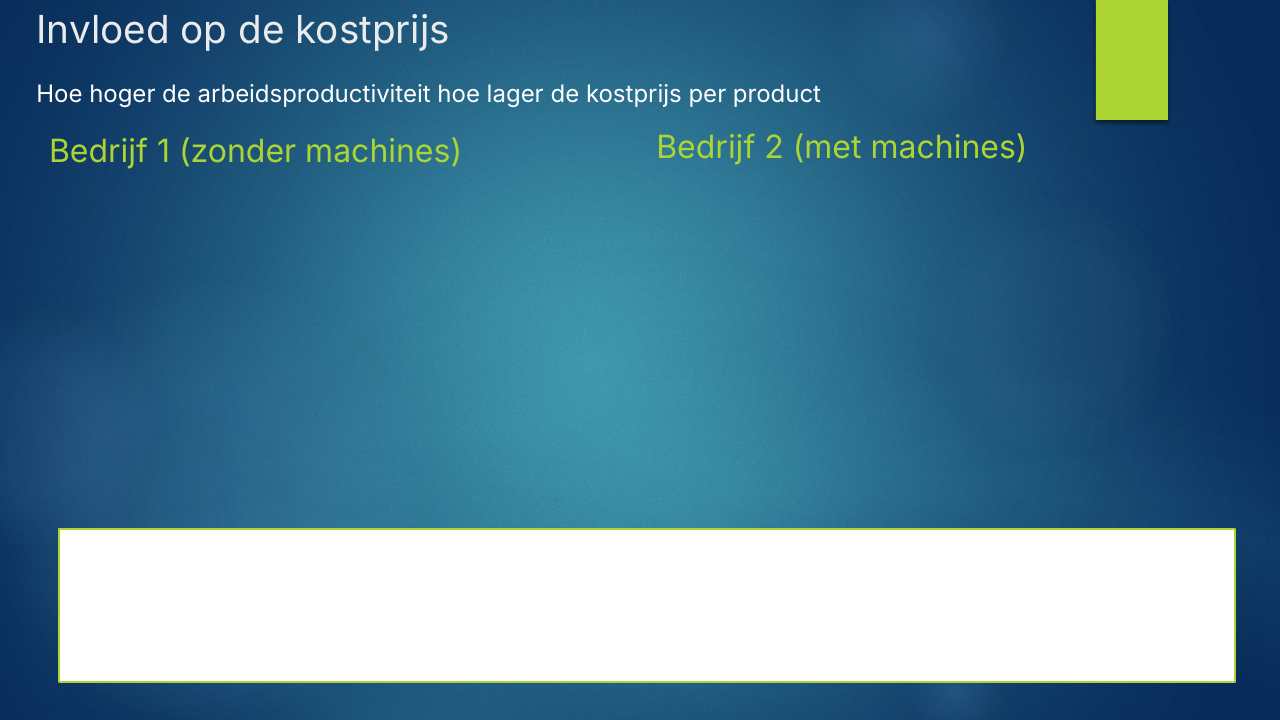 Invloed op de kostprijs
Hoe hoger de arbeidsproductiviteit hoe lager de kostprijs per product
Bedrijf 1 (zonder machines)
Bedrijf 2 (met machines)